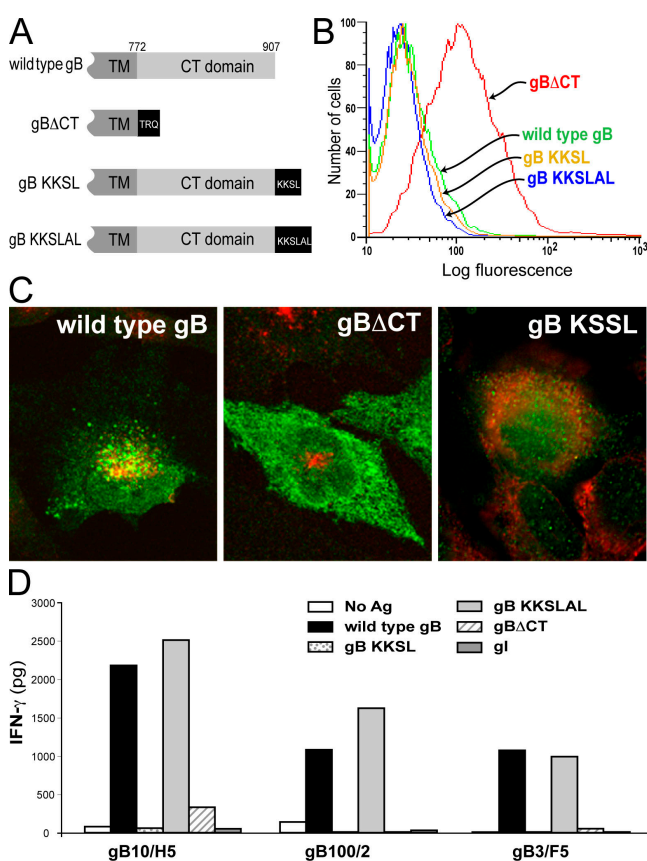 A
772 907
wild type gB TM CT domain
gBΔCT TM TRQ
gB KKSL TM CT domain KKSL
gB KKSLAL TM CT domain KKSLAL
B
Number of cells
100
80
60
40
20
0
gBΔCT
wild type gB
gB KKSL
gB KKSLAL
10 100 10² 10³
Log fluorescence
C
wild type gB
gBΔCT
gB KSSL
D
IFN-γ (pg)
3000
2500
2000
1500
1000
500
0
No Ag
wild type gB
gB KKSL
gB KKSLAL
gBΔCT
gI
gB10/H5 gB100/2 gB3/F5